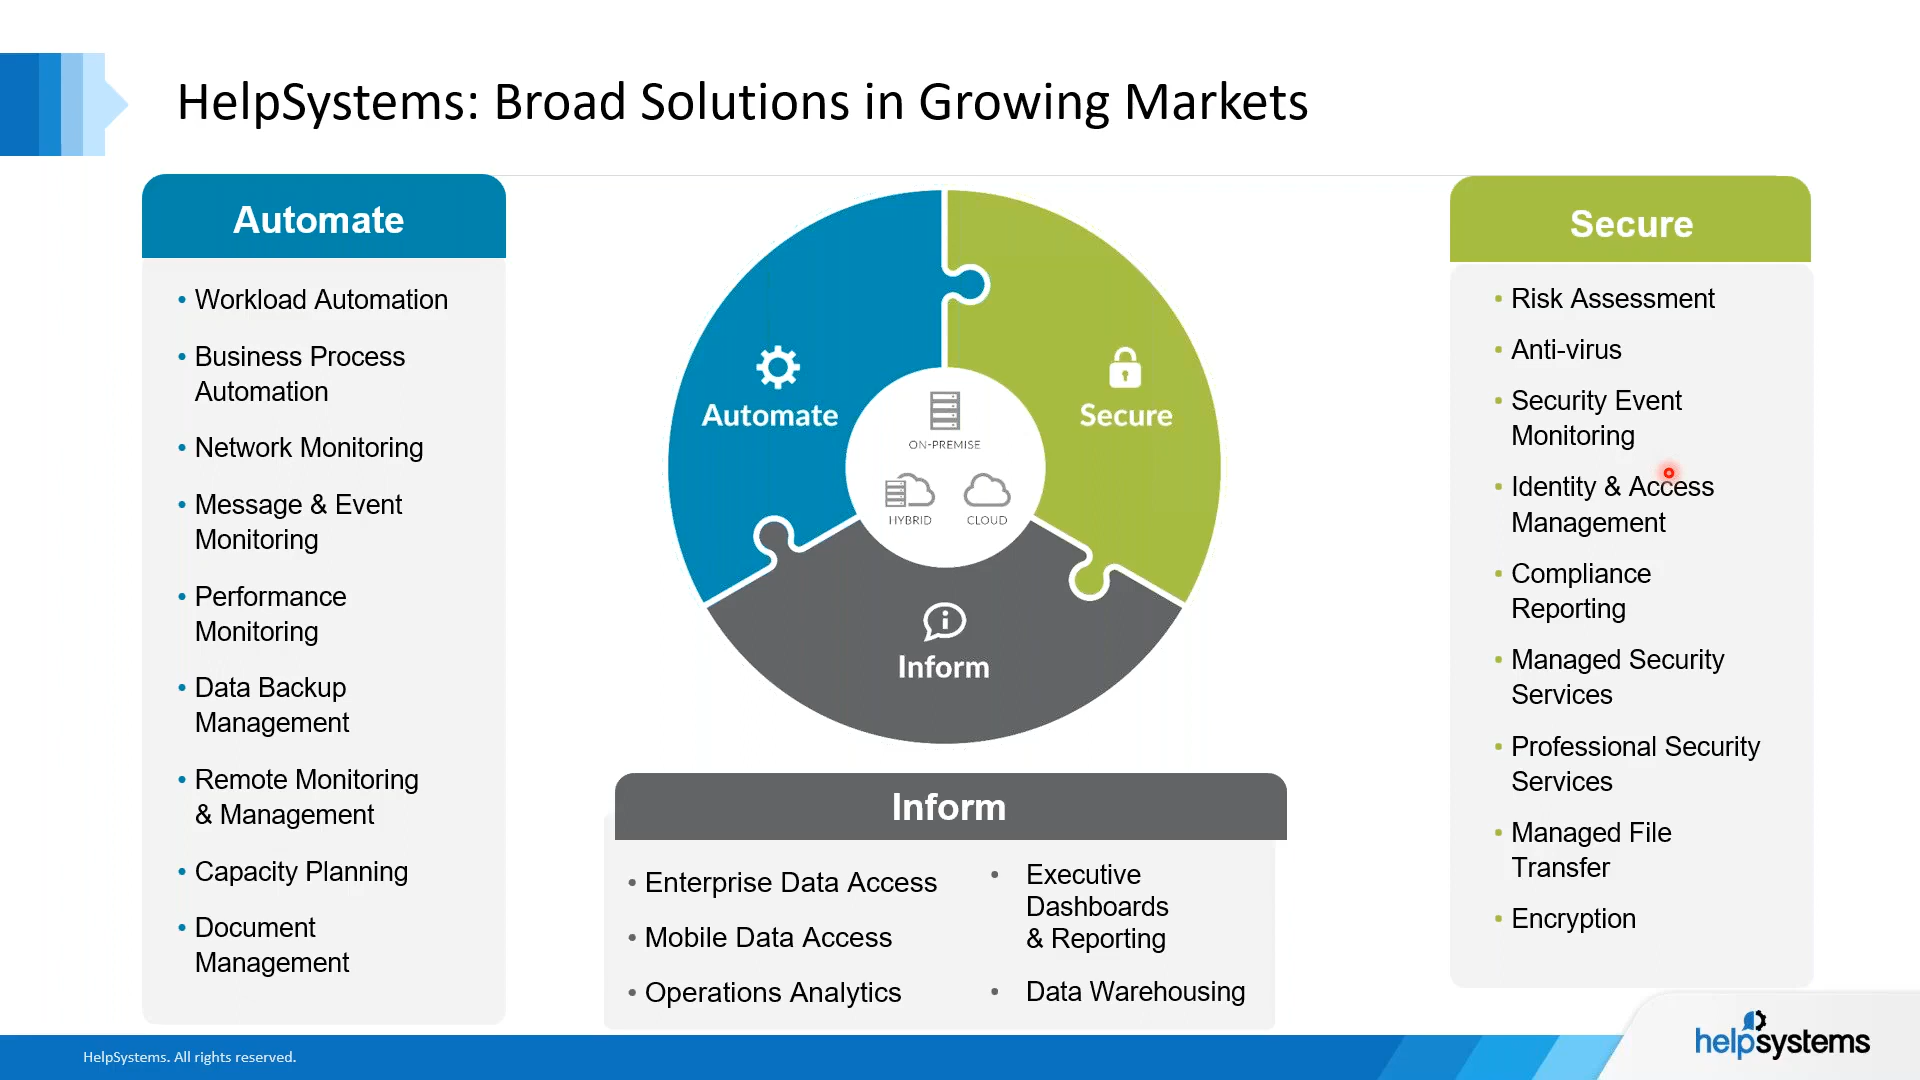 HelpSystems: Broad Solutions in Growing Markets
Automate
• Workload Automation
• Business Process
Automation
• Network Monitoring
• Message & Event
Monitoring
• Performance
Monitoring
• Data Backup
Management
• Remote Monitoring
& Management
• Capacity Planning
• Document
Management
Automate
Secure
ON-PREMISE
HYBRID
CLOUD
Inform
Inform
• Enterprise Data Access
• Mobile Data Access
• Operations Analytics
• Executive
Dashboards
& Reporting
• Data Warehousing
Secure
• Risk Assessment
• Anti-virus
• Security Event
Monitoring
• Identity & Access
Management
• Compliance
Reporting
• Managed Security
Services
• Professional Security
Services
• Managed File
Transfer
• Encryption
HelpSystems. All rights reserved.
helpsystems